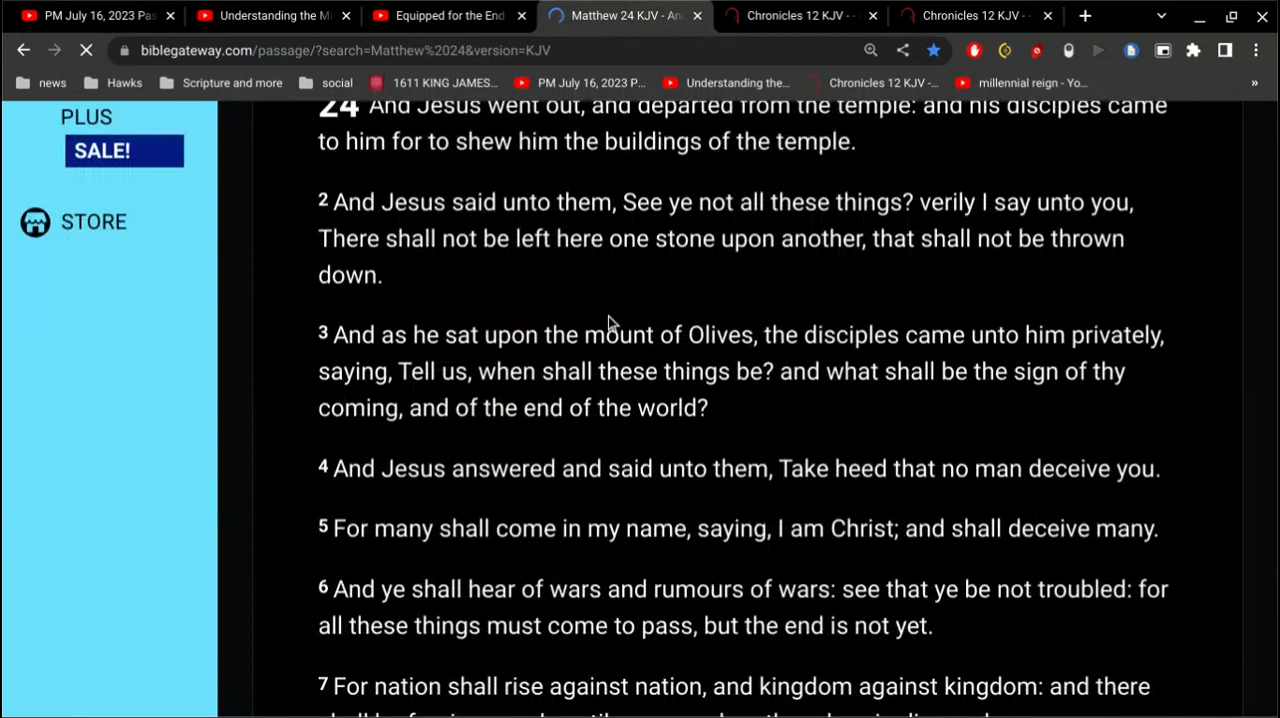 PM July 16, 2023 Pa
Understanding the M
Equipped for the End
Matthew 24 KJV - An
Chronicles 12 KJV - -
Chronicles 12 KJV - -
biblegateway.com/passage/?search=Matthew%2024&version=KJV
news
Hawks
Scripture and more
social
1611 KING JAMES...
PM July 16, 2023 P...
Understanding the...
Chronicles 12 KJV -...
millennial reign - Yo...
»
PLUS
SALE!
STORE
24 And Jesus went out, and departed from the temple: and his disciples came
to him for to shew him the buildings of the temple.
2 And Jesus said unto them, See ye not all these things? verily I say unto you,
There shall not be left here one stone upon another, that shall not be thrown
down.
3 And as he sat upon the mount of Olives, the disciples came unto him privately,
saying, Tell us, when shall these things be? and what shall be the sign of thy
coming, and of the end of the world?
4 And Jesus answered and said unto them, Take heed that no man deceive you.
5 For many shall come in my name, saying, I am Christ; and shall deceive many.
6 And ye shall hear of wars and rumours of wars: see that ye be not troubled: for
all these things must come to pass, but the end is not yet.
7 For nation shall rise against nation, and kingdom against kingdom: and there